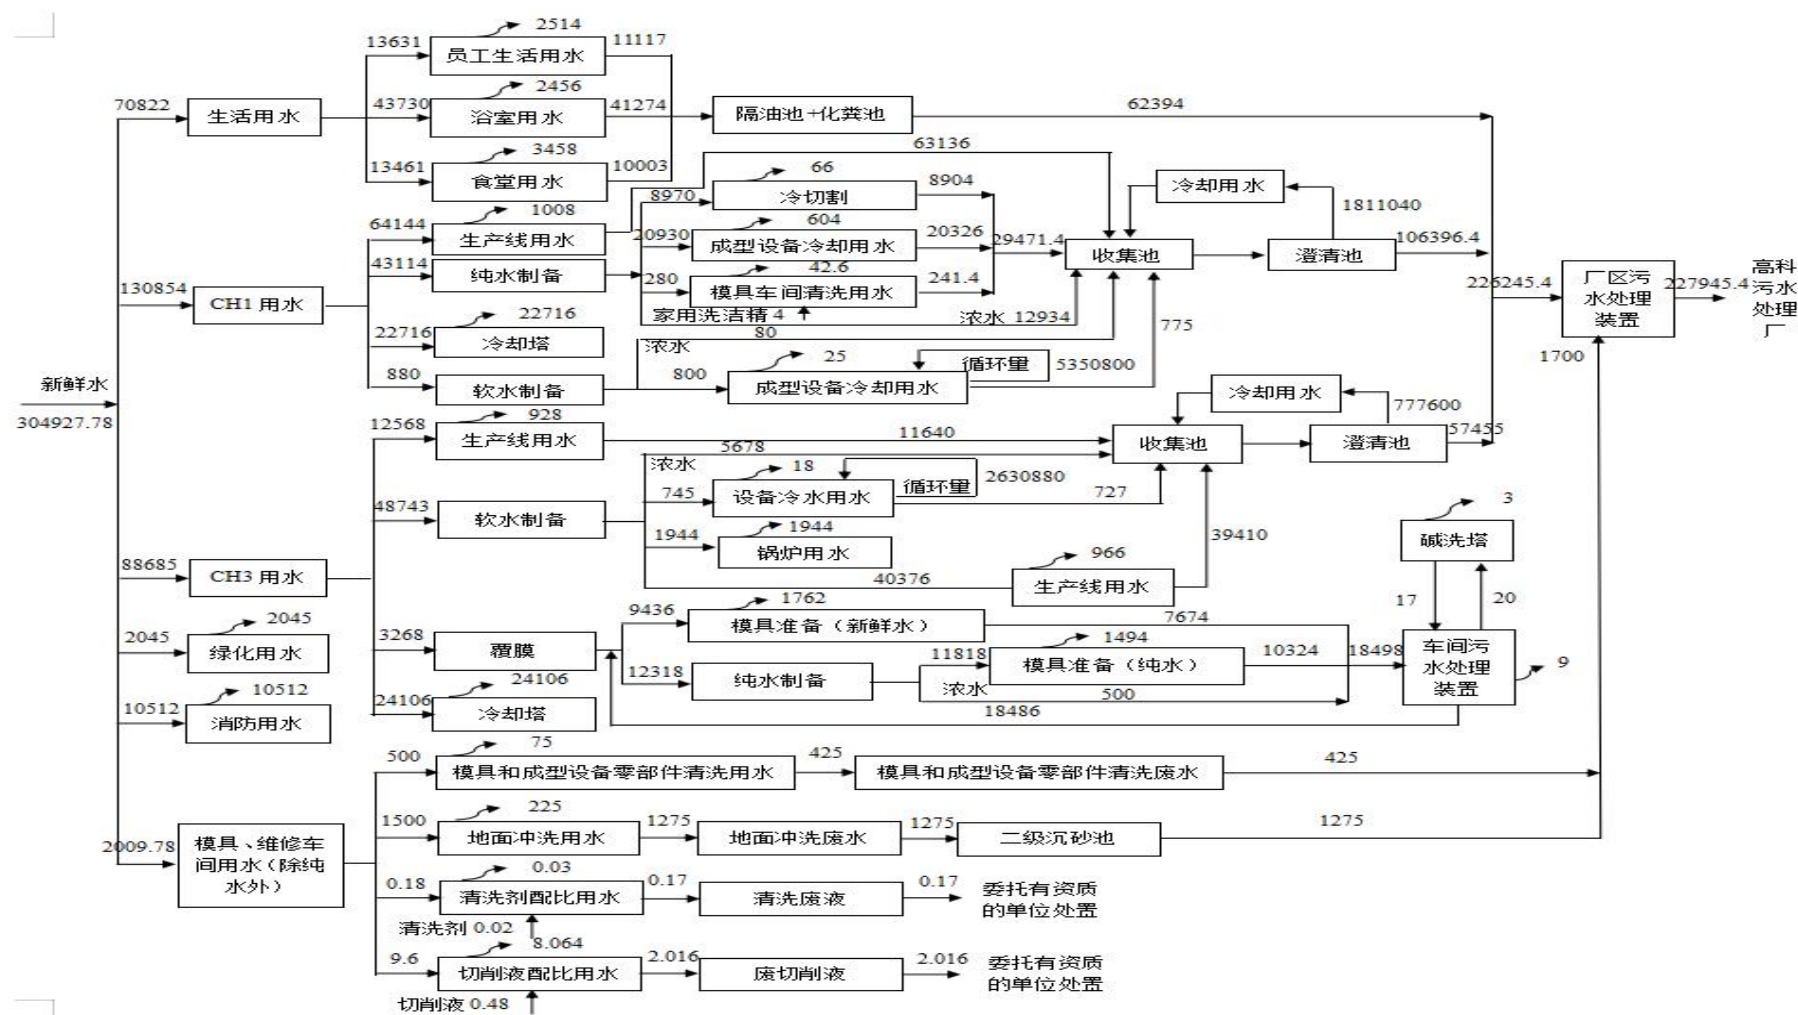 新鲜水
304927.78
70822
生活用水
13631
2514
员工生活用水
11117
43730
2456
浴室用水
41274
13461
3458
食堂用水
10003
隔油池+化粪池
62394
130854
CH1 用水
64144
1008
生产线用水
63136
43114
纯水制备
8970
66
冷切割
8904
20930
604
成型设备冷却用水
20326
280
42.6
模具车间清洗用水
241.4
家用洗洁精 4
浓水 12934
29471.4
收集池
冷却用水
1811040
澄清池
106396.4
22716
22716
冷却塔
880
软水制备
浓水
80
800
25
成型设备冷却用水
循环量
5350800
775
226245.4
厂区污
水处理
装置
227945.4
高科
污水
处理
厂
1700
88685
CH3 用水
12568
928
生产线用水
11640
收集池
冷却用水
777600
澄清池
57455
48743
软水制备
5678
浓水
745
18
设备冷水用水
循环量
2630880
727
1944
1944
锅炉用水
40376
966
生产线用水
39410
3268
覆膜
9436
1762
模具准备（新鲜水）
7674
12318
纯水制备
11818
1494
模具准备（纯水）
10324
浓水
500
18498
18486
车间污
水处理
装置
9
17
20
碱洗塔
3
24106
24106
冷却塔
2045
2045
绿化用水
10512
10512
消防用水
2009.78
模具、维修车
间用水（除纯
水外）
500
75
模具和成型设备零部件清洗用水
425
模具和成型设备零部件清洗废水
425
1500
225
地面冲洗用水
1275
地面冲洗废水
1275
二级沉砂池
1275
0.18
0.03
清洗剂配比用水
0.17
清洗废液
0.17
委托有资质
的单位处置
清洗剂 0.02
9.6
8.064
切削液配比用水
2.016
废切削液
2.016
委托有资质
的单位处置
切削液 0.48